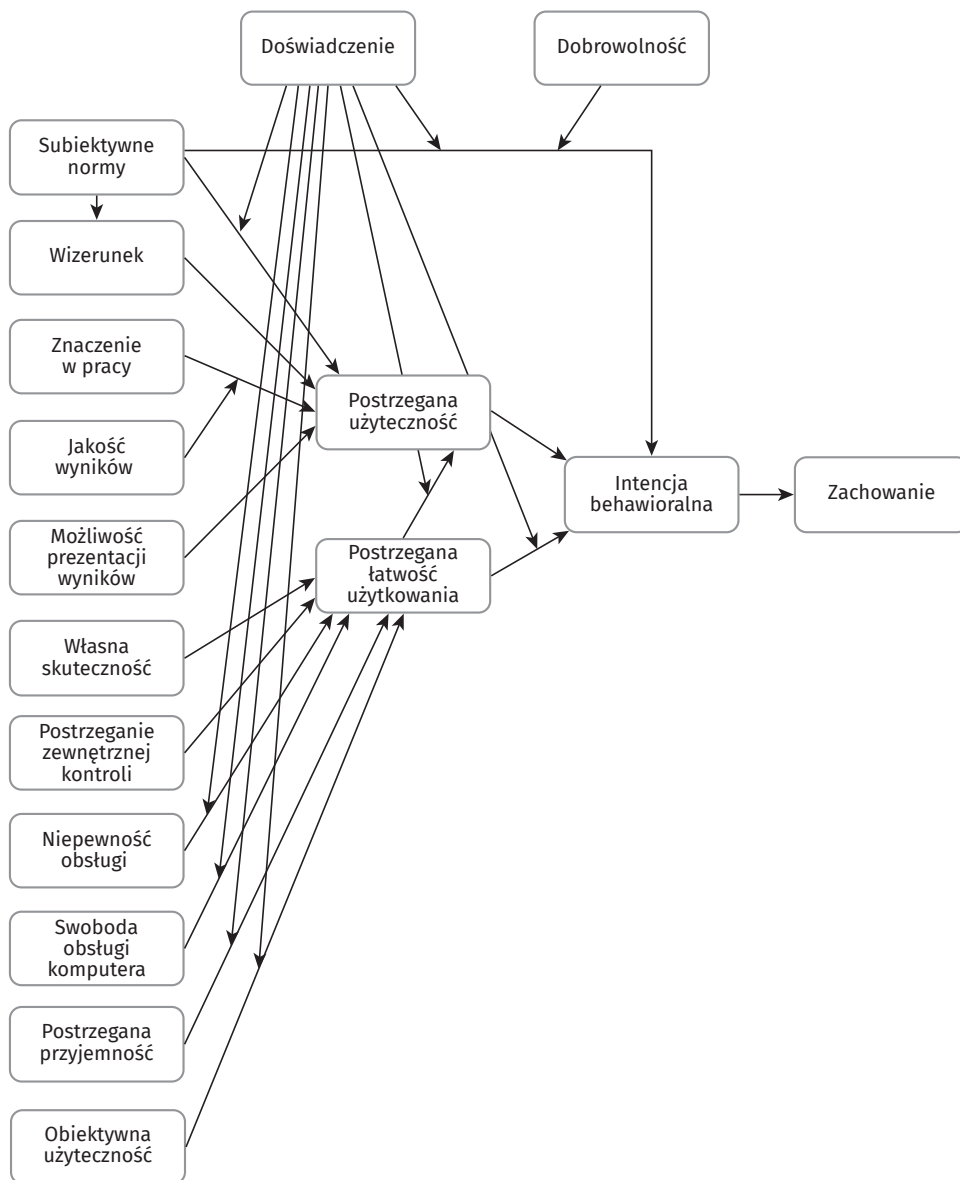 Doświadczenie
Dobrowolność
Subiektywne
normy
Wizerunek
Znaczenie
w pracy
Jakość
wyników
Możliwość
prezentacji
wyników
Własna
skuteczność
Postrzeganie
zewnętrznej
kontroli
Niepewność
obsługi
Swoboda
obsługi
komputera
Postrzegana
przyjemność
Obiektywna
użyteczność
Postrzegana
użyteczność
Postrzegana
łatwość
użytkowania
Intencja
behawioralna
Zachowanie